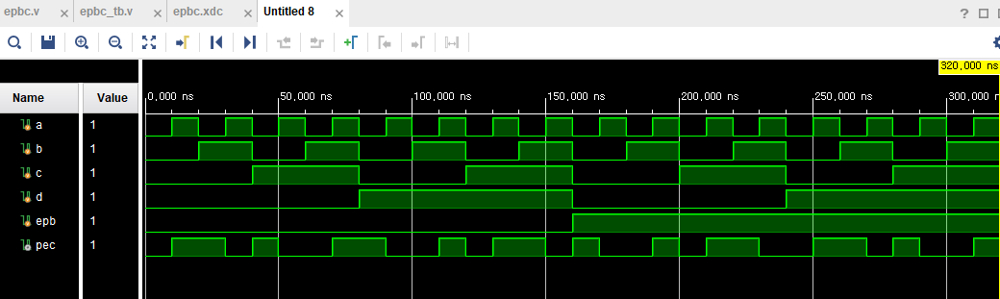 epbc.v × epbc_tb.v × epbc.xdc × Untitled 8 ×
?
320,000 ns
Name Value 0,000 ns 50,000 ns 100,000 ns 150,000 ns 200,000 ns 250,000 ns 300,000 ns
a 1
b 1
c 1
d 1
epb 1
pec 1